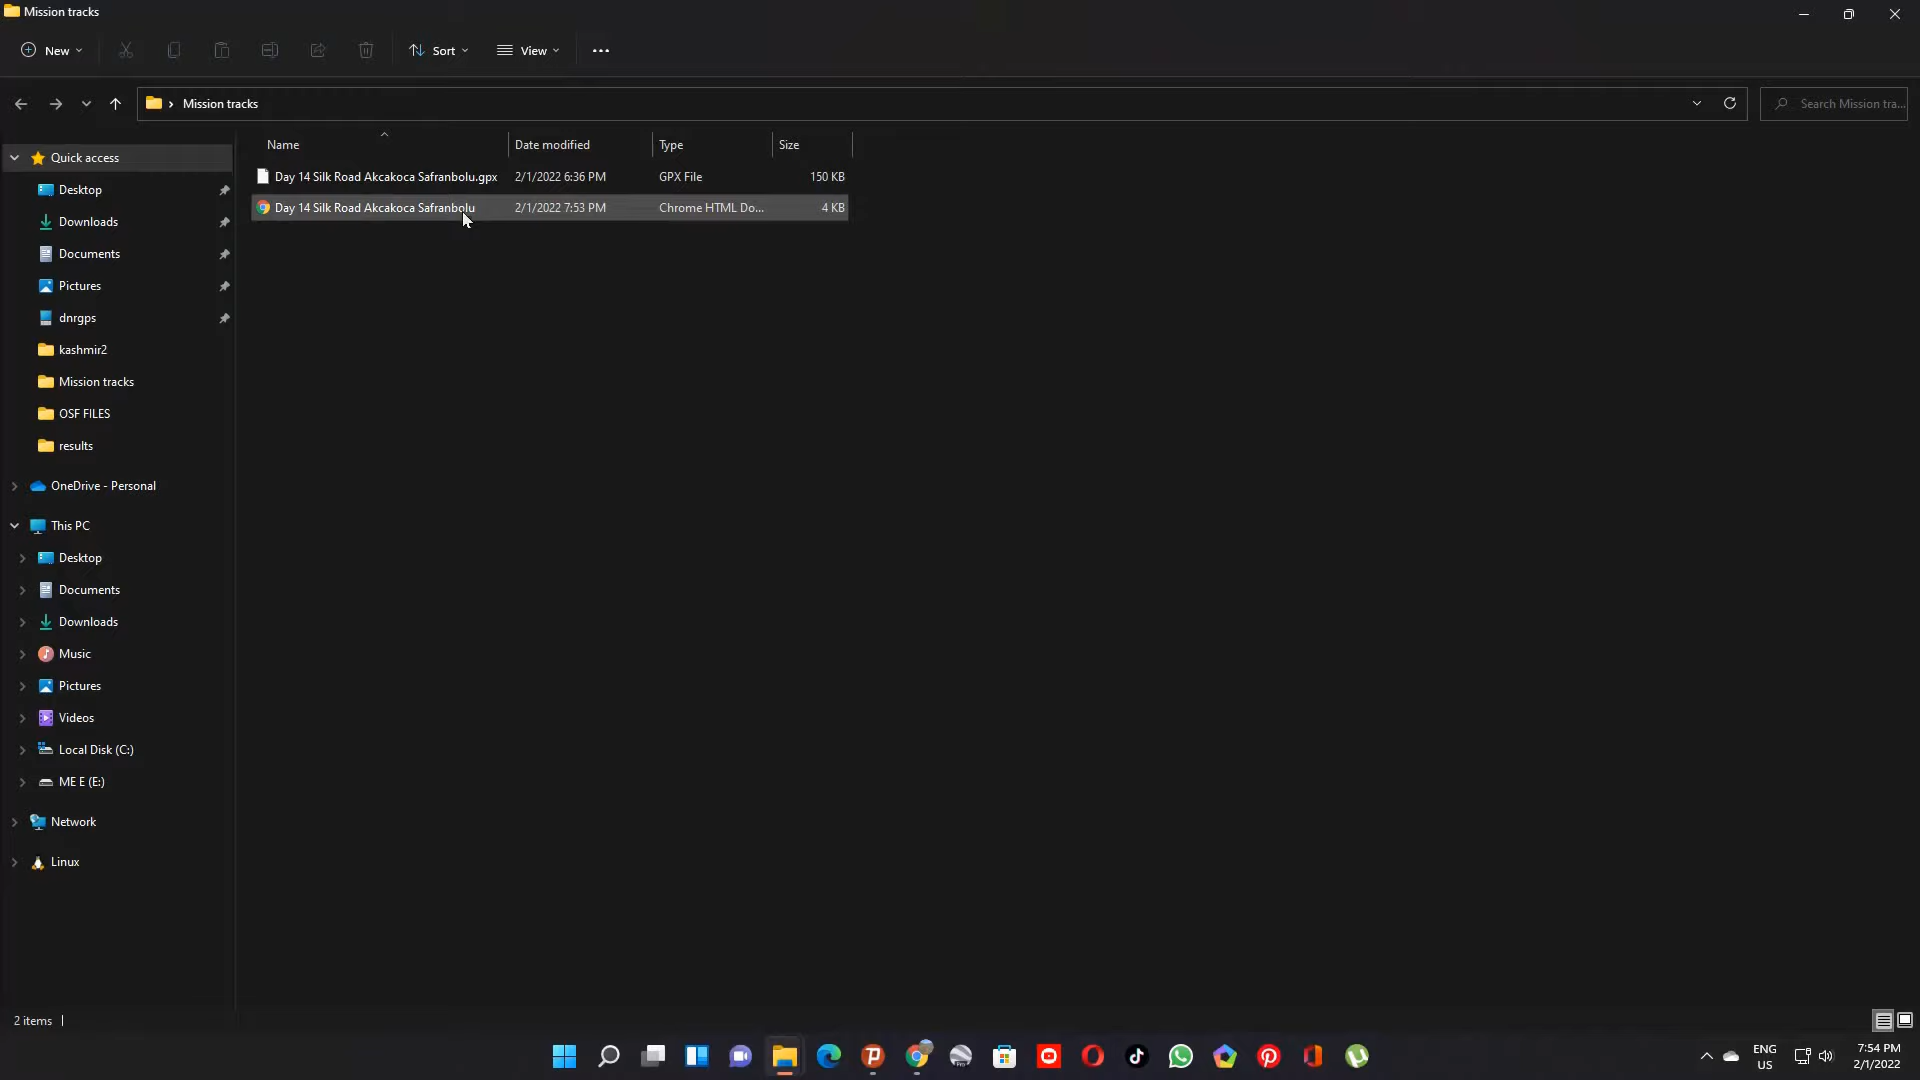 Mission tracks
New
Sort
View
Mission tracks
Search Mission tra...
Name
Date modified
Type
Size
Day 14 Silk Road Akcakoca Safranbolu.gpx 2/1/2022 6:36 PM GPX File 150 KB
Day 14 Silk Road Akcakoca Safranbolu 2/1/2022 7:53 PM Chrome HTML Do... 4 KB
Quick access
Desktop
Downloads
Documents
Pictures
dnrgps
kashmir2
Mission tracks
OSF FILES
results
OneDrive - Personal
This PC
Desktop
Documents
Downloads
Music
Pictures
Videos
Local Disk (C:)
ME E (E:)
Network
Linux
2 items
ENG
US
7:54 PM
2/1/2022